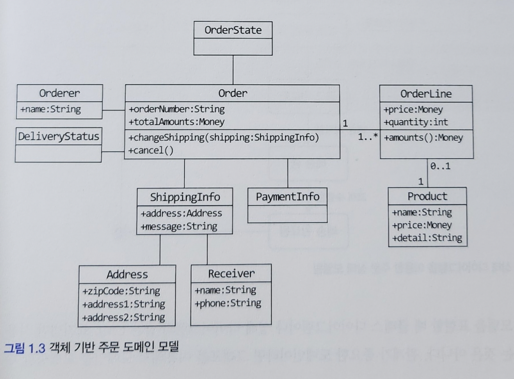 OrderState
Orderer
+name:String
DeliveryStatus
Order
+orderNumber:String
+totalAmounts:Money
+changeShipping(shipping:ShippingInfo)
+cancel()
1
1..*
OrderLine
+price:Money
+quantity:int
+amounts():Money
0..1
1
ShippingInfo
+address:Address
+message:String
PaymentInfo
Product
+name:String
+price:Money
+detail:String
Address
+zipCode:String
+address1:String
+address2:String
Receiver
+name:String
+phone:String
그림 1.3 객체 기반 주문 도메인 모델